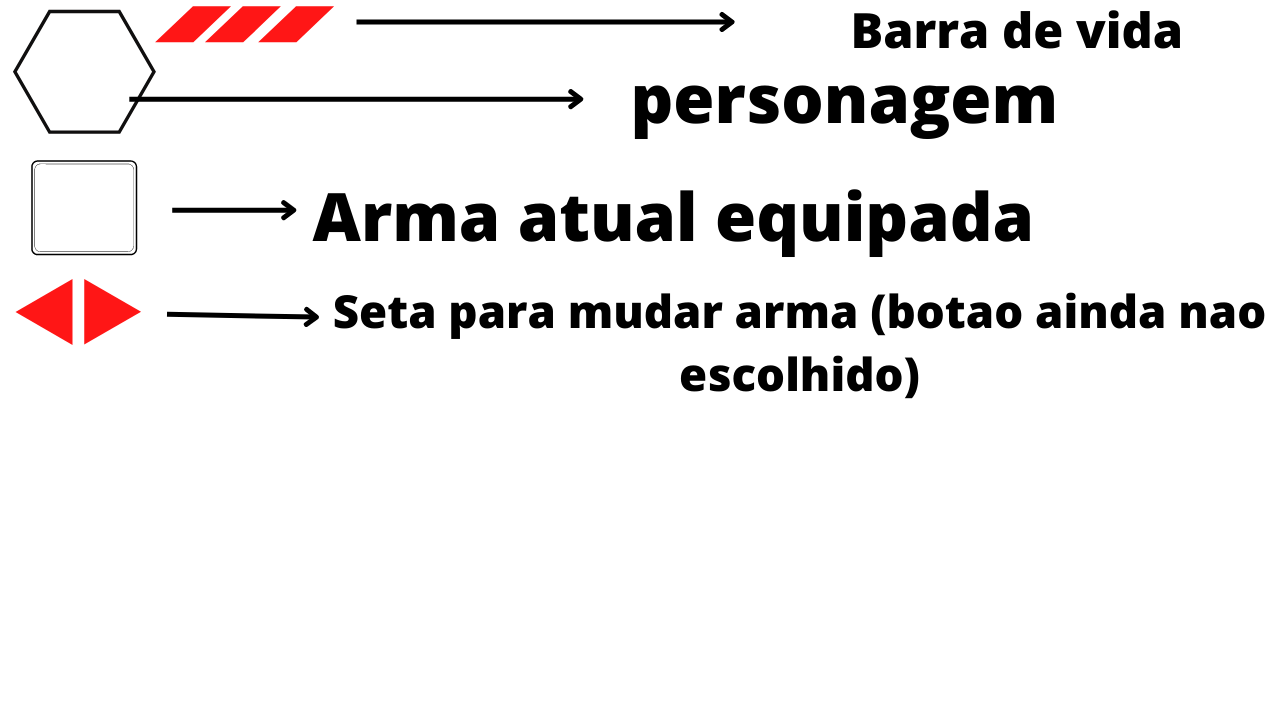 Barra de vida
personagem
Arma atual equipada
Seta para mudar arma (botao ainda nao
escolhido)